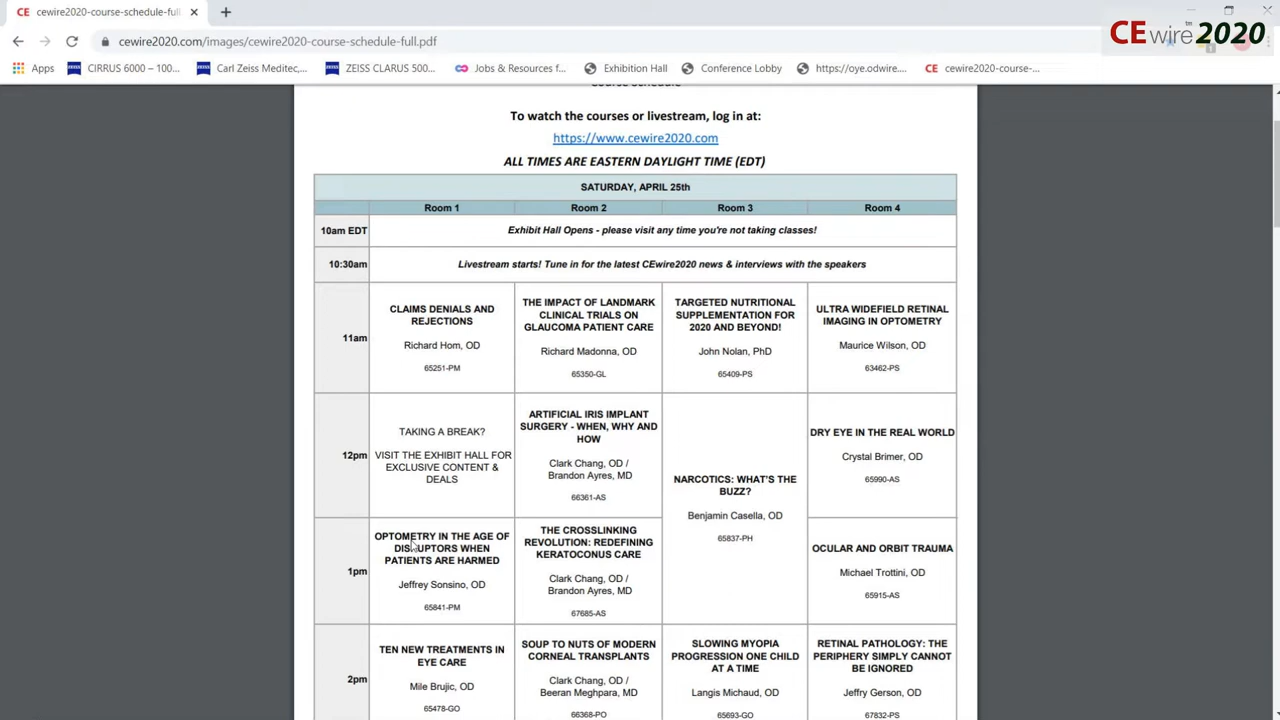 CE cewire2020-course-schedule-full.
CEwire™2020
cewire2020.com/images/cewire2020-course-schedule-full.pdf
Apps
CIRRUS 6000 – 100...
Carl Zeiss Meditec,...
ZEISS CLARUS 500...
Jobs & Resources f...
Exhibition Hall
Conference Lobby
https://oye.odwire....
CE cewire2020-course-...
Course Schedule
To watch the courses or livestream, log in at:
https://www.cewire2020.com
ALL TIMES ARE EASTERN DAYLIGHT TIME (EDT)
SATURDAY, APRIL 25th
Room 1
Room 2
Room 3
Room 4
10am EDT
Exhibit Hall Opens - please visit any time you're not taking classes!
10:30am
Livestream starts! Tune in for the latest CEwire2020 news & interviews with the speakers
11am
CLAIMS DENIALS AND
REJECTIONS
Richard Hom, OD
65251-PM
THE IMPACT OF LANDMARK
CLINICAL TRIALS ON
GLAUCOMA PATIENT CARE
Richard Madonna, OD
65350-GL
TARGETED NUTRITIONAL
SUPPLEMENTATION FOR
2020 AND BEYOND!
John Nolan, PhD
65409-PS
ULTRA WIDEFIELD RETINAL
IMAGING IN OPTOMETRY
Maurice Wilson, OD
63462-PS
12pm
TAKING A BREAK?
VISIT THE EXHIBIT HALL FOR
EXCLUSIVE CONTENT &
DEALS
ARTIFICIAL IRIS IMPLANT
SURGERY - WHEN, WHY AND
HOW
Clark Chang, OD /
Brandon Ayres, MD
66361-AS
NARCOTICS: WHAT'S THE
BUZZ?
Benjamin Casella, OD
65837-PH
DRY EYE IN THE REAL WORLD
Crystal Brimer, OD
65990-AS
1pm
OPTOMETRY IN THE AGE OF
DISRUPTORS WHEN
PATIENTS ARE HARMED
Jeffrey Sonsino, OD
65841-PM
THE CROSSLINKING
REVOLUTION: REDEFINING
KERATOCONUS CARE
Clark Chang, OD /
Brandon Ayres, MD
67685-AS
OCULAR AND ORBIT TRAUMA
Michael Trottini, OD
65915-AS
2pm
TEN NEW TREATMENTS IN
EYE CARE
Mile Brujic, OD
65478-GO
SOUP TO NUTS OF MODERN
CORNEAL TRANSPLANTS
Clark Chang, OD /
Beeran Meghpara, MD
66368-PO
SLOWING MYOPIA
PROGRESSION ONE CHILD
AT A TIME
Langis Michaud, OD
65693-GO
RETINAL PATHOLOGY: THE
PERIPHERY SIMPLY CANNOT
BE IGNORED
Jeffry Gerson, OD
67832-PS